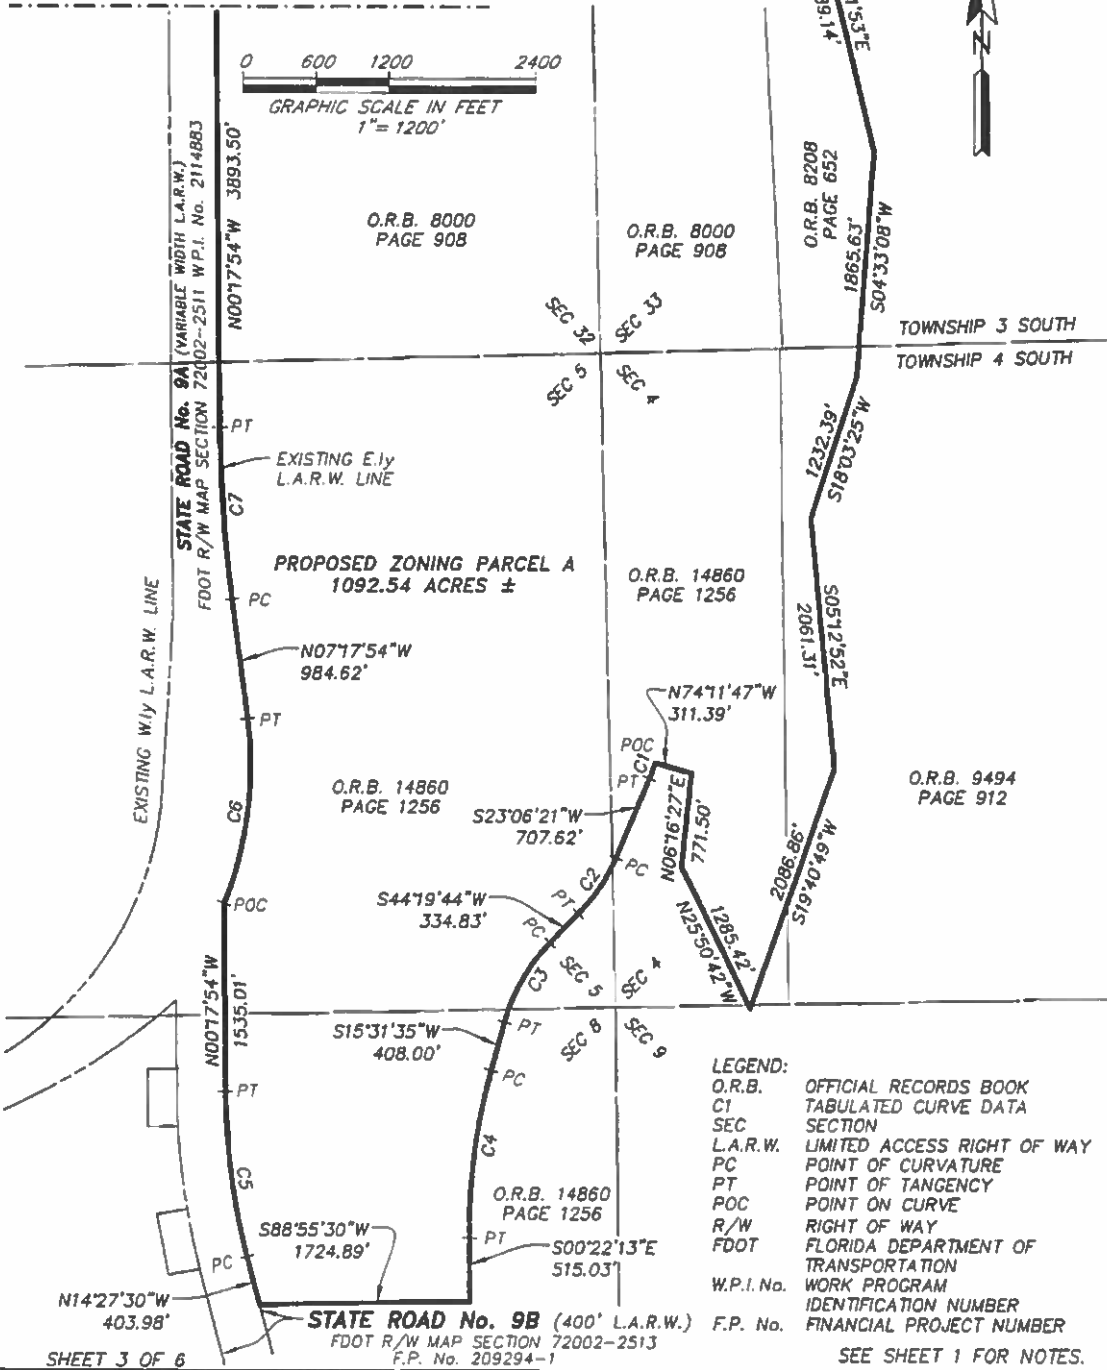 0 600 1200 2400
GRAPHIC SCALE IN FEET
1"= 1200'
N
1'53"E
39.14'
N00°17'54"W 3893.50'
STATE ROAD No. 9A (VARIABLE WIDTH L.A.R.W.)
FDOT R/W MAP SECTION 72002-2511 W.P.I. No. 2114883
O.R.B. 8000
PAGE 908
O.R.B. 8000
PAGE 908
O.R.B. 8208
PAGE 652
1865.63'
S04°33'08"W
SEC 32
SEC 33
TOWNSHIP 3 SOUTH
TOWNSHIP 4 SOUTH
SEC 5
SEC 4
PT
EXISTING E.ly
L.A.R.W. LINE
C7
1232.39'
S18°03'25"W
PROPOSED ZONING PARCEL A
1092.54 ACRES ±
O.R.B. 14860
PAGE 1256
PC
S05°12'52"E
2061.31'
EXISTING W.ly L.A.R.W. LINE
N07°17'54"W
984.62'
PT
N74°11'47"W
311.39'
POC
C1
PT
O.R.B. 14860
PAGE 1256
C6
S23°06'21"W
707.62'
N06°16'27"E
771.50'
O.R.B. 9494
PAGE 912
PC
C2
2086.86'
S19°40'49"W
S44°19'44"W
334.83'
PT
POC
PC
1285.42'
N25°50'42"W
N00°17'54"W
1535.01'
C3
SEC 5
SEC 4
S15°31'35"W
408.00'
PT
SEC 8
SEC 9
PC
PT
C4
C5
O.R.B. 14860
PAGE 1256
S88°55'30"W
1724.89'
PT
S00°22'13"E
515.03'
PC
N14°27'30"W
403.98'
STATE ROAD No. 9B (400' L.A.R.W.)
FDOT R/W MAP SECTION 72002-2513
F.P. No. 209294-1
LEGEND:
O.R.B. OFFICIAL RECORDS BOOK
C1 TABULATED CURVE DATA
SEC SECTION
L.A.R.W. LIMITED ACCESS RIGHT OF WAY
PC POINT OF CURVATURE
PT POINT OF TANGENCY
POC POINT ON CURVE
R/W RIGHT OF WAY
FDOT FLORIDA DEPARTMENT OF
TRANSPORTATION
W.P.I. No. WORK PROGRAM
IDENTIFICATION NUMBER
F.P. No. FINANCIAL PROJECT NUMBER
SHEET 3 OF 6
SEE SHEET 1 FOR NOTES.